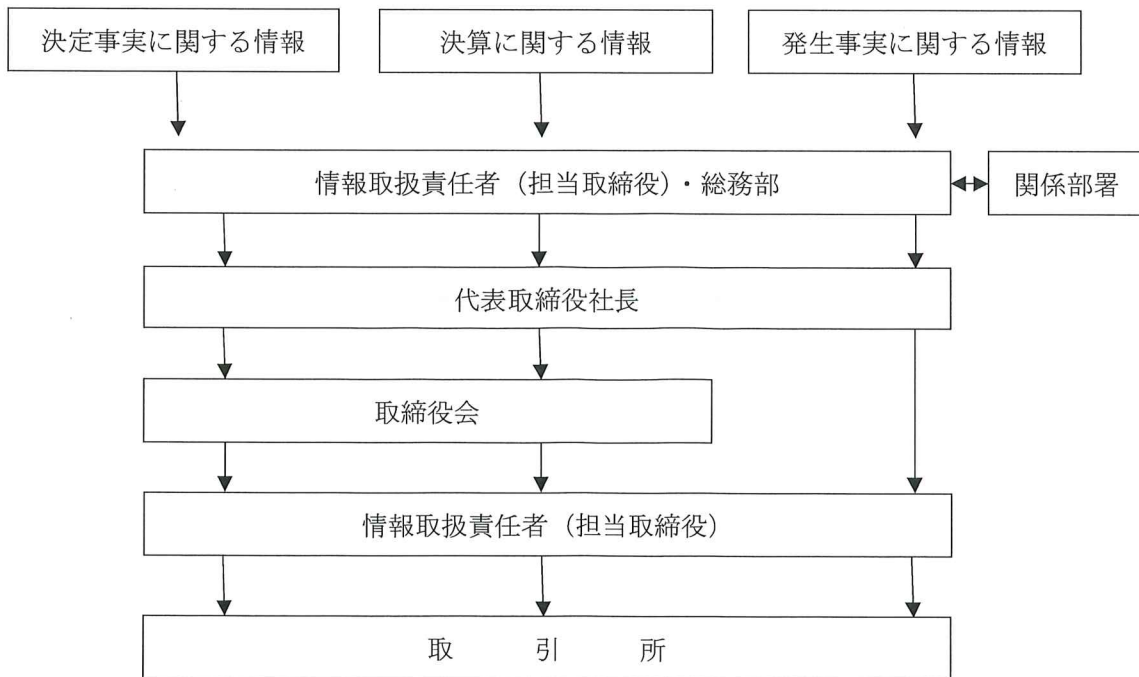 決定事実に関する情報
決算に関する情報
発生事実に関する情報
情報取扱責任者（担当取締役）・総務部
関係部署
代表取締役社長
取締役会
情報取扱責任者（担当取締役）
取引所